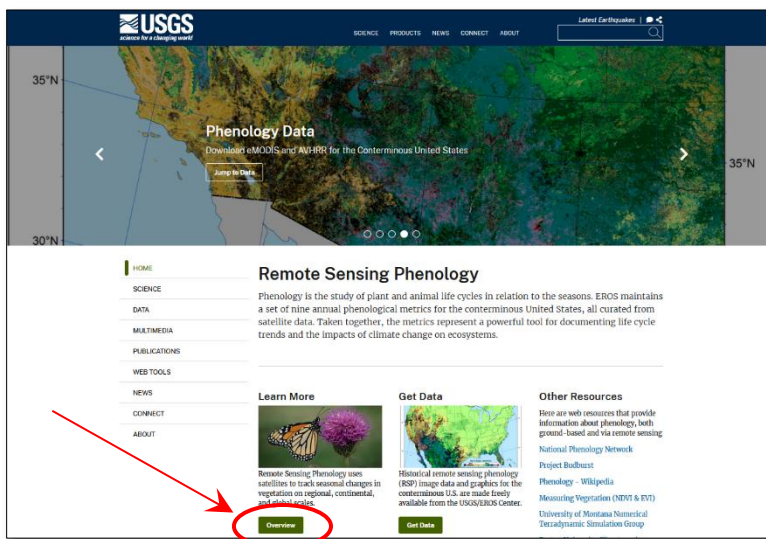 USGS
science for a changing world
Latest Earthquakes
SCIENCE PRODUCTS NEWS CONNECT ABOUT
35°N
Phenology Data
Download eMODIS and AVHRR for the Conterminous United States
Jump to Data
35°N
30°N
HOME
SCIENCE
DATA
MULTIMEDIA
PUBLICATIONS
WEB TOOLS
NEWS
CONNECT
ABOUT
Remote Sensing Phenology
Phenology is the study of plant and animal life cycles in relation to the seasons. EROS maintains
a set of nine annual phenological metrics for the conterminous United States, all curated from
satellite data. Taken together, the metrics represent a powerful tool for documenting life cycle
trends and the impacts of climate change on ecosystems.
Learn More
Remote Sensing Phenology uses
satellites to track seasonal changes in
vegetation on regional, continental,
and global scales.
Overview
Get Data
Historical remote sensing phenology
(RSP) image data and graphics for the
conterminous U.S. are made freely
available from the USGS/EROS Center.
Get Data
Other Resources
Here are web resources that provide
information about phenology, both
ground-based and via remote sensing
National Phenology Network
Project Budburst
Phenology - Wikipedia
Measuring Vegetation (NDVI & EVI)
University of Montana Numerical
Terradynamic Simulation Group